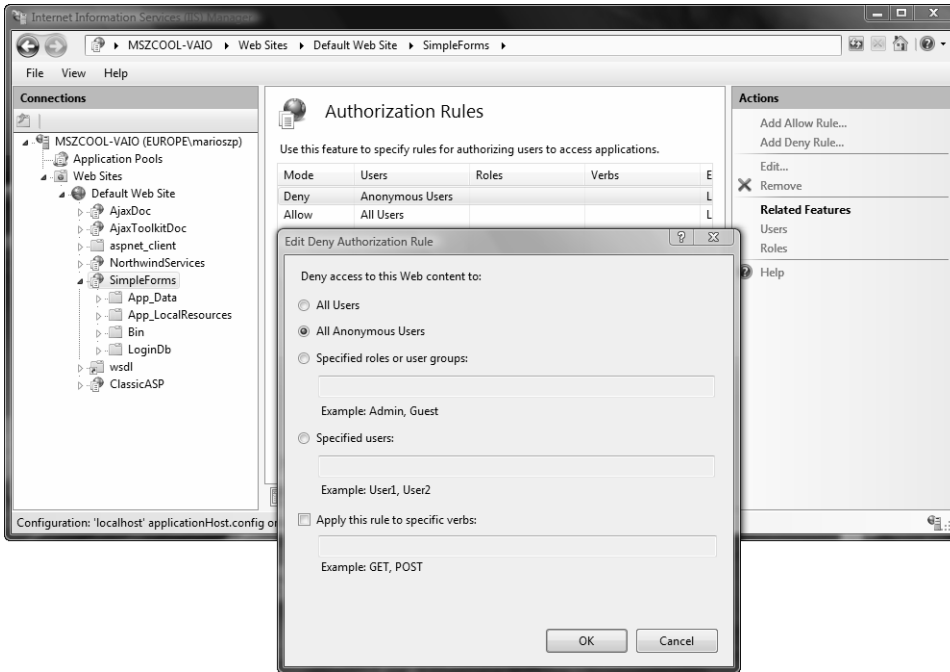 Internet Information Services (IIS) Manager
MSZCOOL-VAIO Web Sites Default Web Site SimpleForms
File View Help
Connections
MSZCOOL-VAIO (EUROPE\marioszp)
Application Pools
Web Sites
Default Web Site
AjaxDoc
AjaxToolkitDoc
aspnet_client
NorthwindServices
SimpleForms
App_Data
App_LocalResources
Bin
LoginDb
wsdl
ClassicASP
Configuration: 'localhost' applicationHost.config or
Authorization Rules
Use this feature to specify rules for authorizing users to access applications.
Mode Users Roles Verbs E
Deny Anonymous Users L
Allow All Users L
Edit Deny Authorization Rule
Deny access to this Web content to:
All Users
All Anonymous Users
Specified roles or user groups:
Example: Admin, Guest
Specified users:
Example: User1, User2
Apply this rule to specific verbs:
Example: GET, POST
OK Cancel
Actions
Add Allow Rule...
Add Deny Rule...
Edit...
Remove
Related Features
Users
Roles
Help